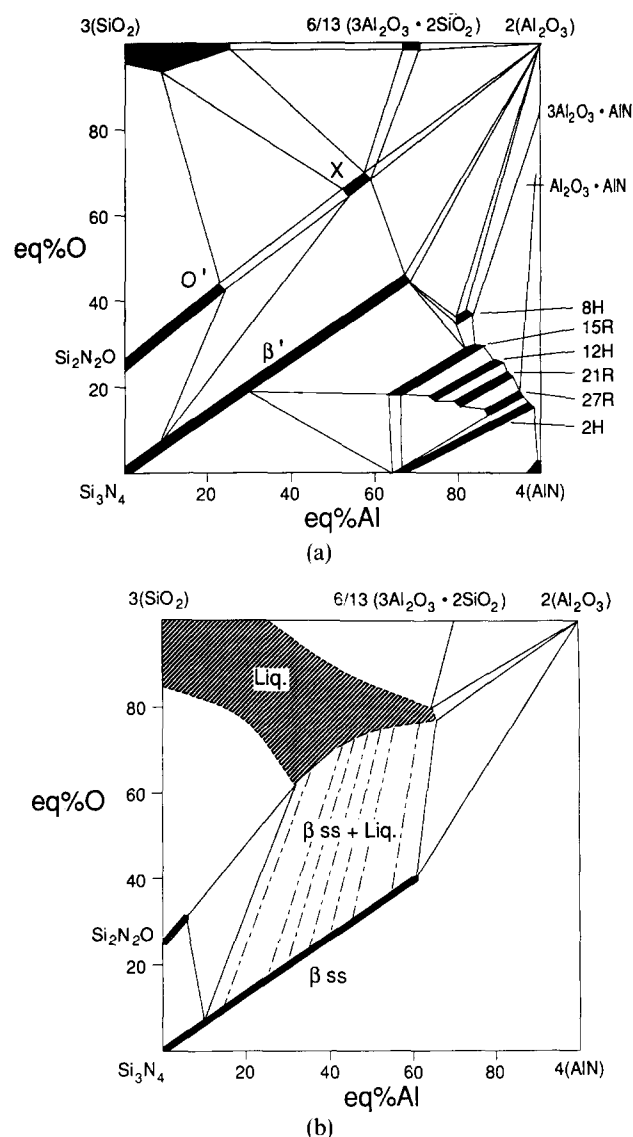 3(SiO₂) 6/13 (3Al₂O₃ • 2SiO₂) 2(Al₂O₃)
80
3Al₂O₃ • AlN
X
Al₂O₃ • AlN
60
eq%O
O'
40
8H
15R
β'
12H
Si₂N₂O
21R
20
27R
2H
Si₃N₄ 20 40 60 80 4(AlN)
eq%Al
(a)
3(SiO₂) 6/13 (3Al₂O₃ • 2SiO₂) 2(Al₂O₃)
Liq.
80
60
eq%O
β ss + Liq.
40
Si₂N₂O
20
β ss
Si₃N₄ 20 40 60 80 4(AlN)
eq%Al
(b)